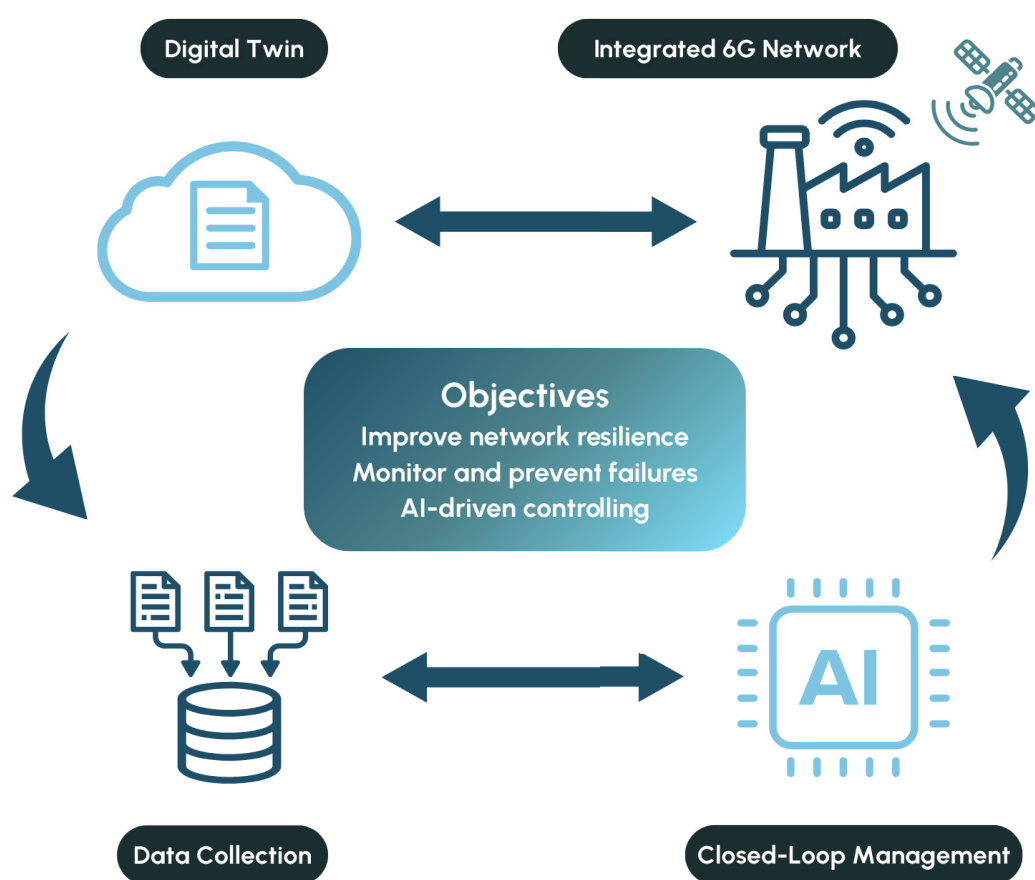 Digital Twin
Integrated 6G Network
Objectives
Improve network resilience
Monitor and prevent failures
AI-driven controlling
AI
Data Collection
Closed-Loop Management